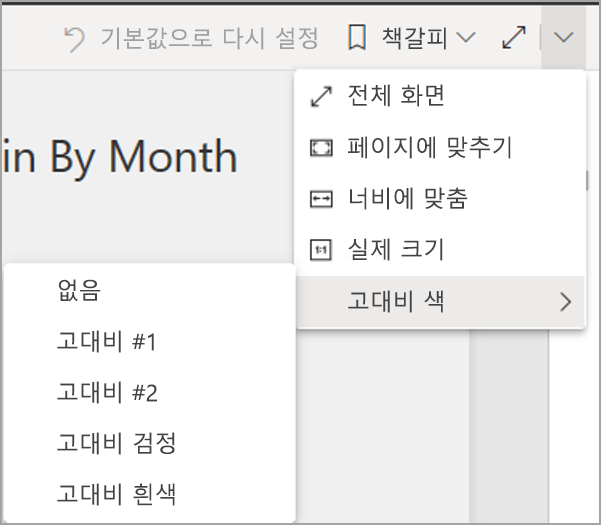 기본값으로 다시 설정 책갈피
전체 화면
in By Month
페이지에 맞추기
너비에 맞춤
1:1 실제 크기
고대비 색
없음
고대비 #1
고대비 #2
고대비 검정
고대비 흰색